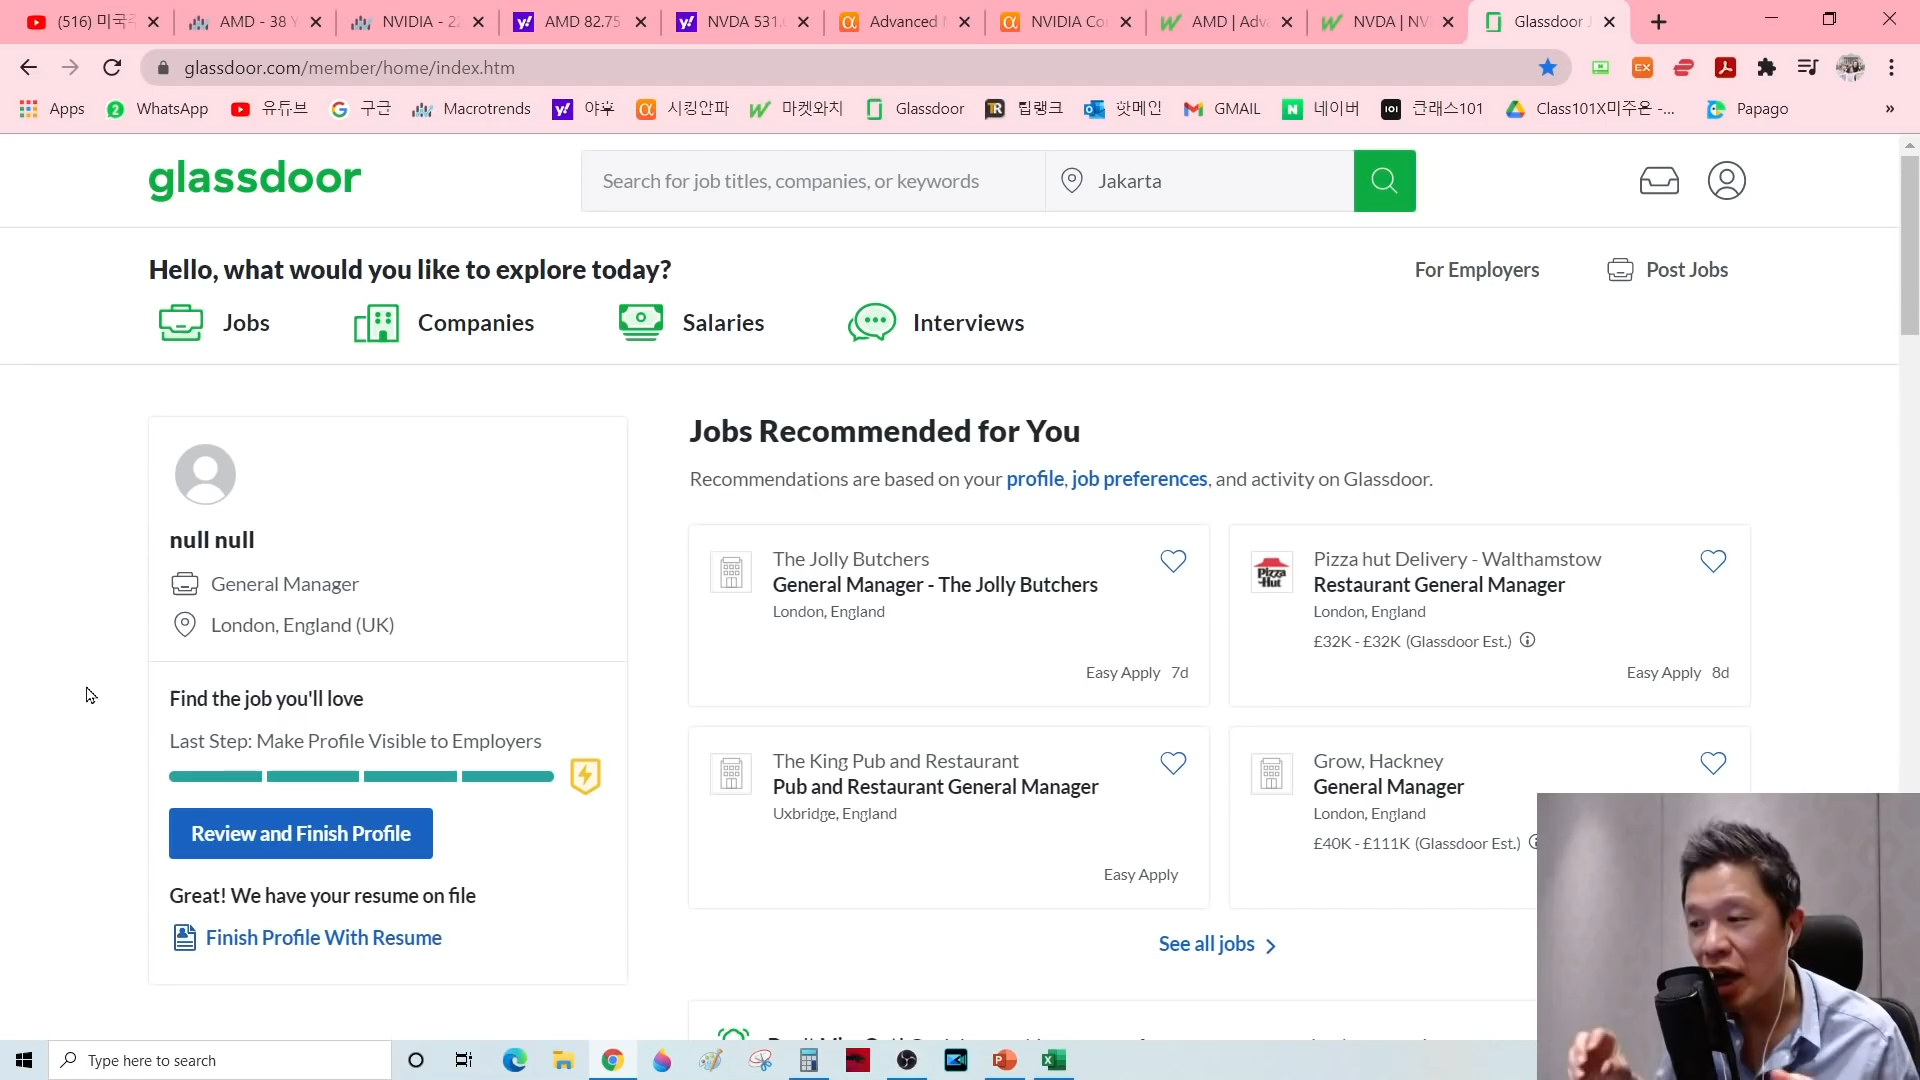 (516) 미국
AMD - 38 Y
NVIDIA - 22
AMD 82.75
NVDA 531.
Advanced
NVIDIA Co
AMD | Adv
NVDA | NV
Glassdoor J
glassdoor.com/member/home/index.htm
Apps
WhatsApp
유튜브
구글
Macrotrends
야후
시킹알파
마켓와치
Glassdoor
팁랭크
핫메일
GMAIL
네이버
클래스101
Class101X미주은 -...
Papago
»
glassdoor
Search for job titles, companies, or keywords
Jakarta
Hello, what would you like to explore today?
For Employers
Post Jobs
Jobs
Companies
Salaries
Interviews
null null
General Manager
London, England (UK)
Find the job you'll love
Last Step: Make Profile Visible to Employers
Review and Finish Profile
Great! We have your resume on file
Finish Profile With Resume
Jobs Recommended for You
Recommendations are based on your profile, job preferences, and activity on Glassdoor.
The Jolly Butchers
General Manager - The Jolly Butchers
London, England
Easy Apply 7d
Pizza Hut
Pizza hut Delivery - Walthamstow
Restaurant General Manager
London, England
£32K - £32K (Glassdoor Est.)
Easy Apply 8d
The King Pub and Restaurant
Pub and Restaurant General Manager
Uxbridge, England
Easy Apply
Grow, Hackney
General Manager
London, England
£40K - £111K (Glassdoor Est.)
See all jobs
Type here to search